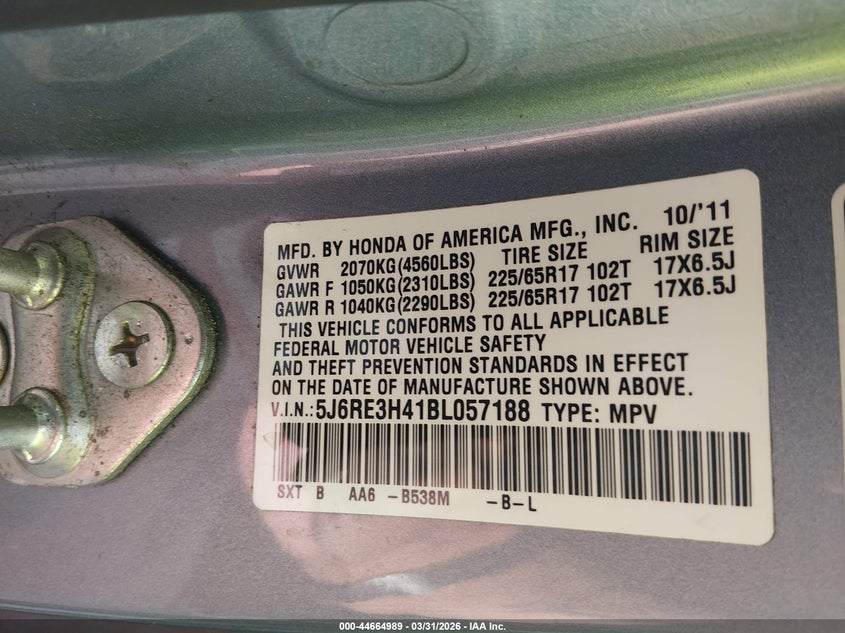 MFD. BY HONDA OF AMERICA MFG., INC. 10/'11
GVWR 2070KG(4560LBS) TIRE SIZE RIM SIZE
GAWR F 1050KG(2310LBS) 225/65R17 102T 17X6.5J
GAWR R 1040KG(2290LBS) 225/65R17 102T 17X6.5J
THIS VEHICLE CONFORMS TO ALL APPLICABLE
FEDERAL MOTOR VEHICLE SAFETY
AND THEFT PREVENTION STANDARDS IN EFFECT
ON THE DATE OF MANUFACTURE SHOWN ABOVE.
V.I.N.:5J6RE3H41BL057188 TYPE: MPV
SXT B AA6 -B538M -B-L
000-44664989 - 03/31/2026 - IAA Inc.